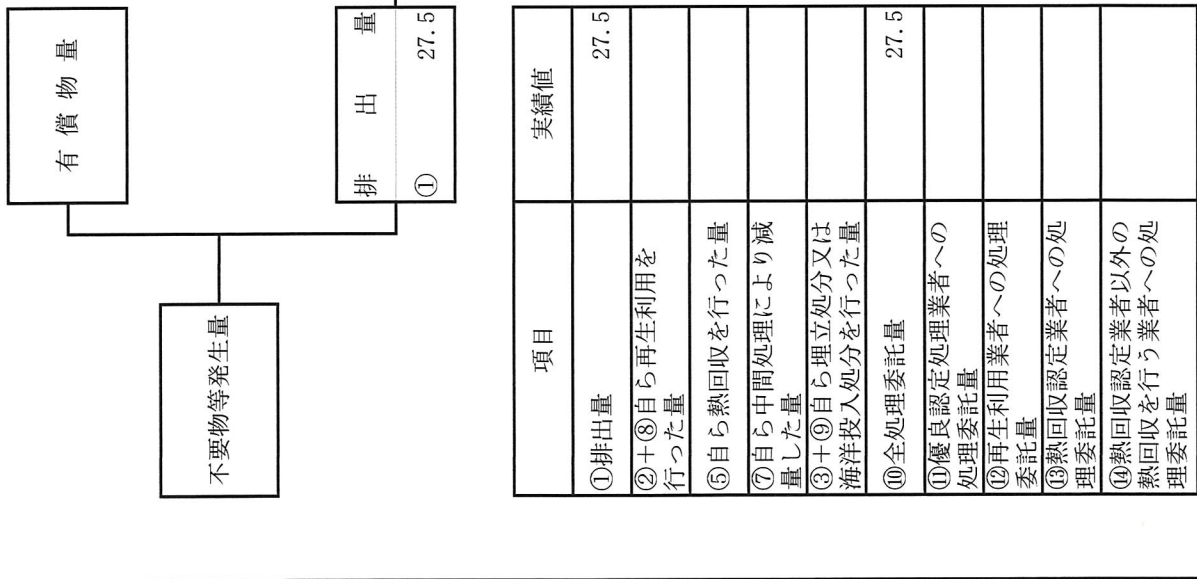 有 償 物 量
不要物等発生量
排 出 量
① 27.5
項目 実績値
①排出量 27.5
②+⑧自ら再生利用を
行った量
⑤自ら熱回収を行った量
⑦自ら中間処理により減
量した量
③+⑨自ら埋立処分又は
海洋投入処分を行った量
⑩全処理委託量 27.5
⑪優良認定処理業者への
処理委託量
⑫再生利用業者への処理
委託量
⑬熱回収認定業者への処
理委託量
⑭熱回収認定業者以外の
熱回収を行う業者への処
理委託量